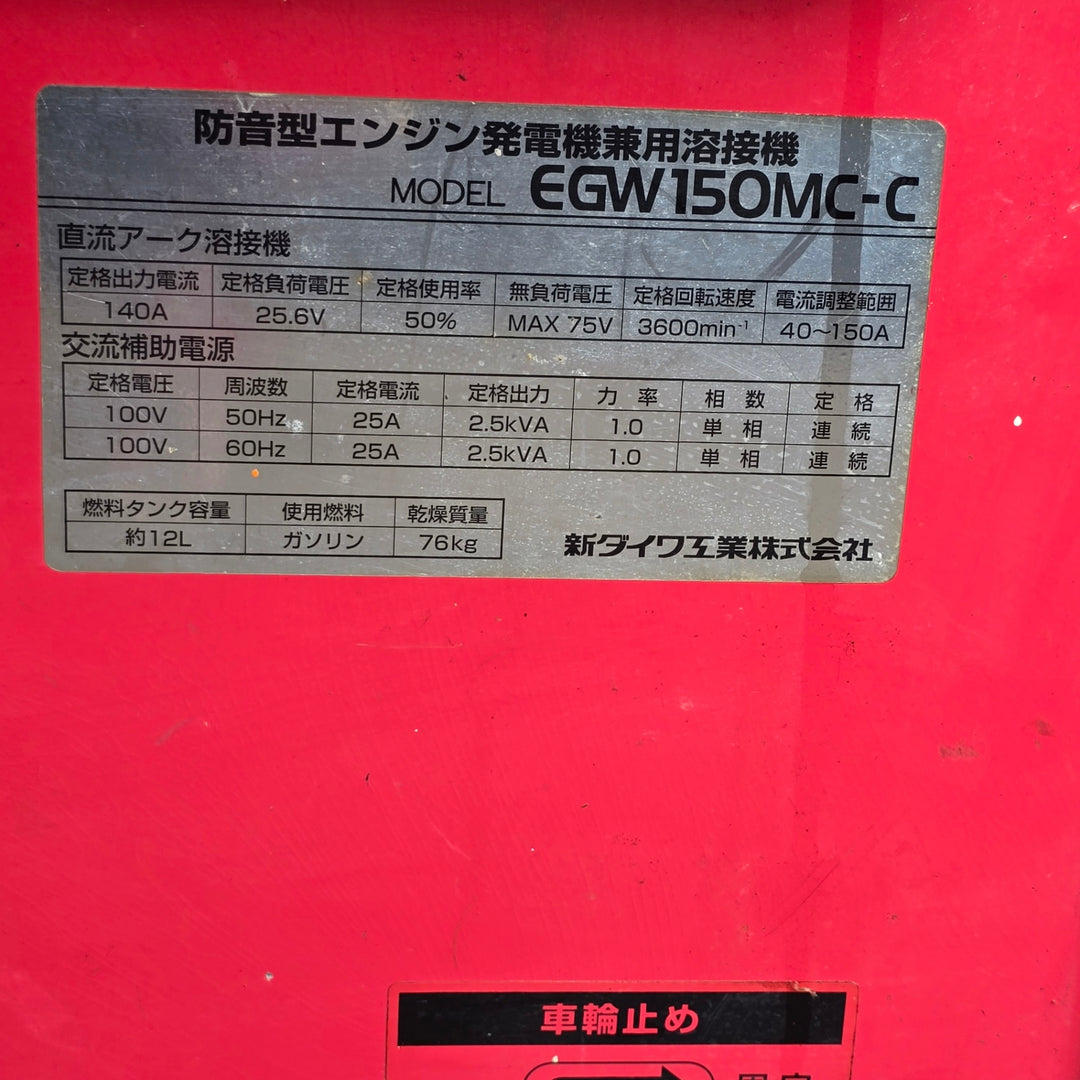 防音型エンジン発電機兼用溶接機
MODEL EGW150MC-C
直流アーク溶接機
定格出力電流 定格負荷電圧 定格使用率 無負荷電圧 定格回転速度 電流調整範囲
140A 25.6V 50% MAX 75V 3600min⁻¹ 40〜150A
交流補助電源
定格電圧 周波数 定格電流 定格出力 力率 相数 定格
100V 50Hz 25A 2.5kVA 1.0 単相 連続
100V 60Hz 25A 2.5kVA 1.0 単相 連続
燃料タンク容量 使用燃料 乾燥質量
約12L ガソリン 76kg
新ダイワ工業株式会社
車輪止め